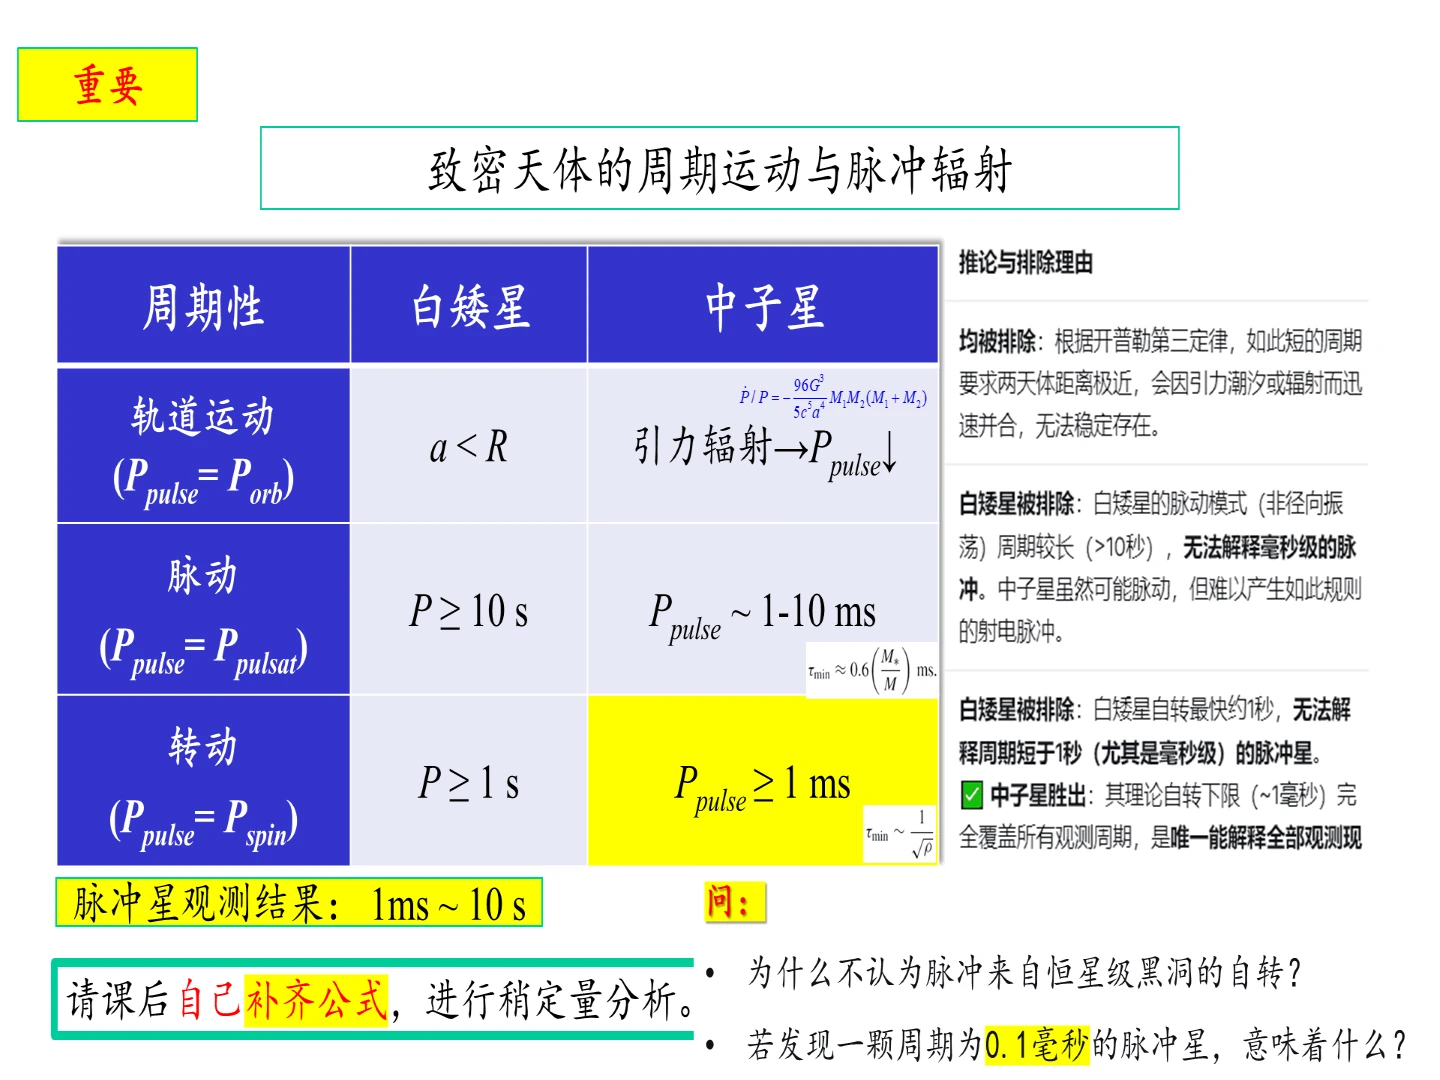 重要
致密天体的周期运动与脉冲辐射
周期性 白矮星 中子星
轨道运动
(P_pulse = P_orb)
a < R
Ṗ / P = − 96G³ / 5c⁵a⁴ M₁M₂(M₁ + M₂)
引力辐射→P_pulse↓
脉动
(P_pulse = P_pulsat)
P ≥ 10 s
P_pulse ~ 1-10 ms
τ_min ≈ 0.6 (M_* / M) ms.
转动
(P_pulse = P_spin)
P ≥ 1 s
P_pulse ≥ 1 ms
τ_min ~ 1 / √ρ
推论与排除理由
均被排除：根据开普勒第三定律，如此短的周期
要求两天体距离极近，会因引力潮汐或辐射而迅
速并合，无法稳定存在。
白矮星被排除：白矮星的脉动模式（非径向振
荡）周期较长（>10秒），无法解释毫秒级的脉
冲。中子星虽然可能脉动，但难以产生如此规则
的射电脉冲。
白矮星被排除：白矮星自转最快约1秒，无法解
释周期短于1秒（尤其是毫秒级）的脉冲星。
✅ 中子星胜出：其理论自转下限（~1毫秒）完
全覆盖所有观测周期，是唯一能解释全部观测现
脉冲星观测结果： 1ms ~ 10 s
请课后自己补齐公式，进行稍定量分析。
问：
• 为什么不认为脉冲来自恒星级黑洞的自转？
• 若发现一颗周期为0.1毫秒的脉冲星，意味着什么？